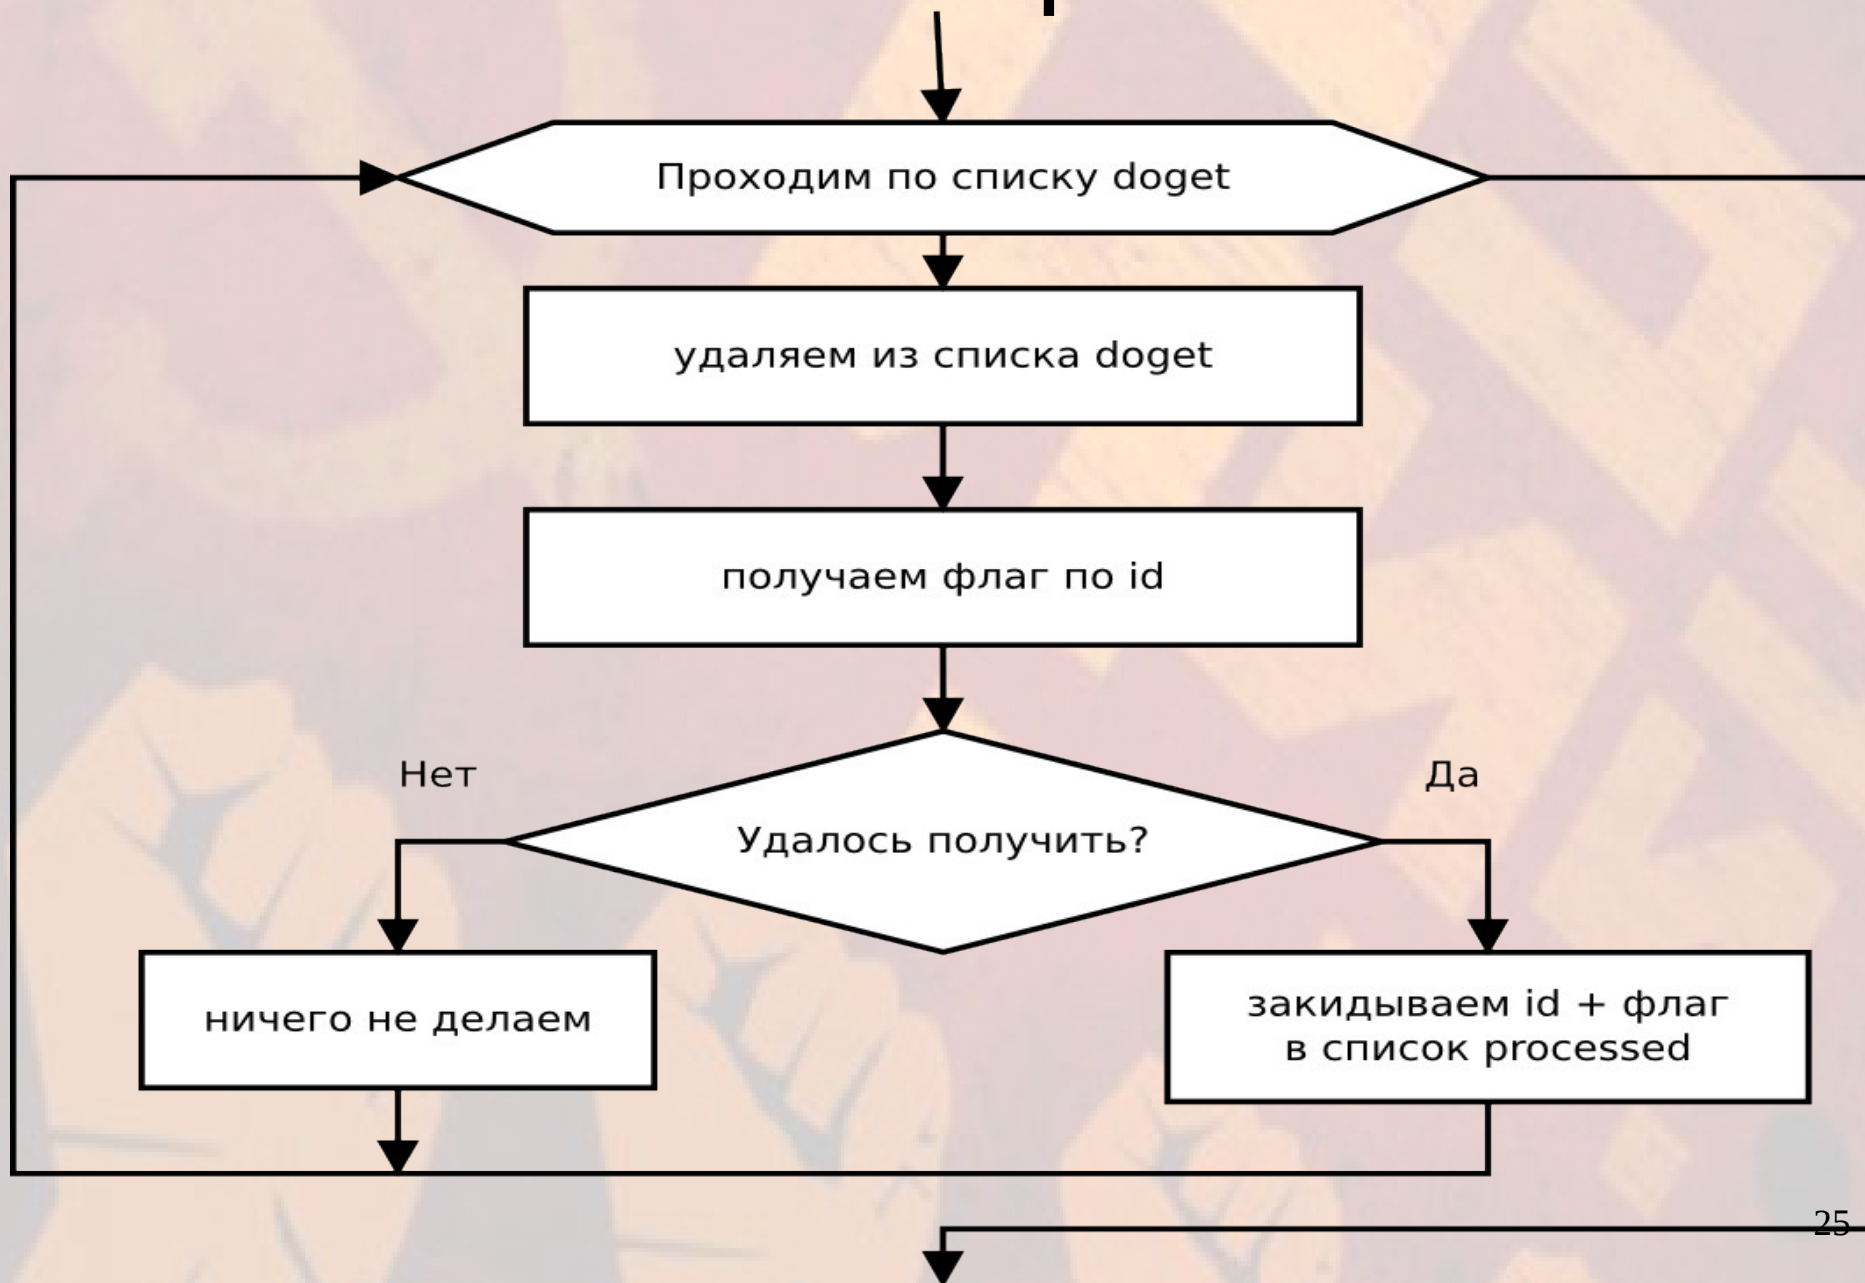 Проходим по списку doget
удаляем из списка doget
получаем флаг по id
Нет
Да
Удалось получить?
ничего не делаем
закидываем id + флаг
в список processed
25